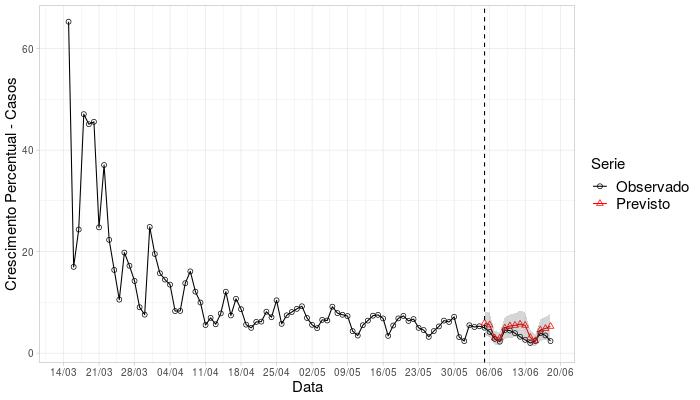 Crescimento Percentual - Casos
60
40
20
0
14/03 21/03 28/03 04/04 11/04 18/04 25/04 02/05 09/05 16/05 23/05 30/05 06/06 13/06 20/06
Data
Serie
Observado
Previsto